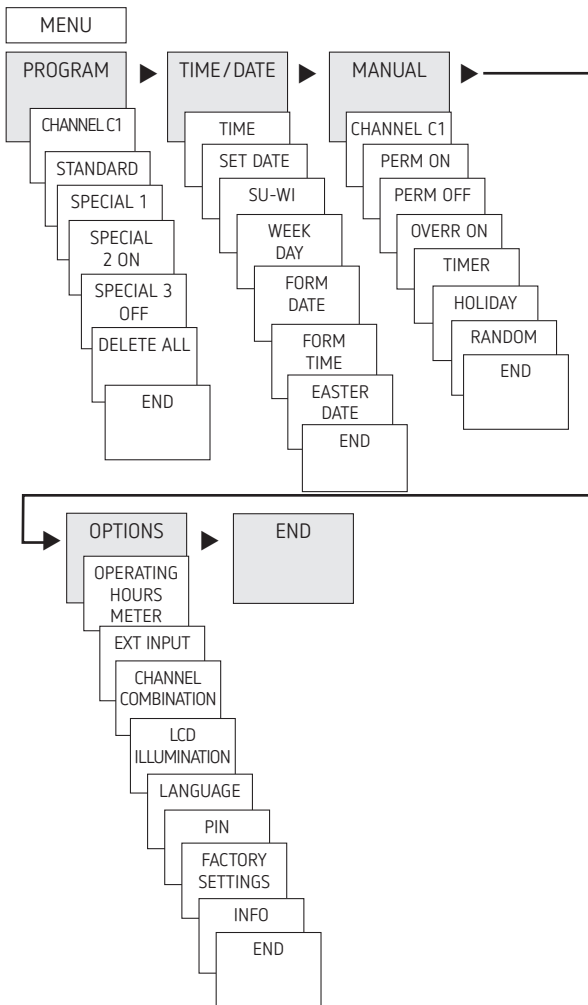 MENU
PROGRAM
CHANNEL C1
STANDARD
SPECIAL 1
SPECIAL
2 ON
SPECIAL 3
OFF
DELETE ALL
END
TIME/DATE
TIME
SET DATE
SU-WI
WEEK
DAY
FORM
DATE
FORM
TIME
EASTER
DATE
END
MANUAL
CHANNEL C1
PERM ON
PERM OFF
OVERR ON
TIMER
HOLIDAY
RANDOM
END
OPTIONS
OPERATING
HOURS
METER
EXT INPUT
CHANNEL
COMBINATION
LCD
ILLUMINATION
LANGUAGE
PIN
FACTORY
SETTINGS
INFO
END
END